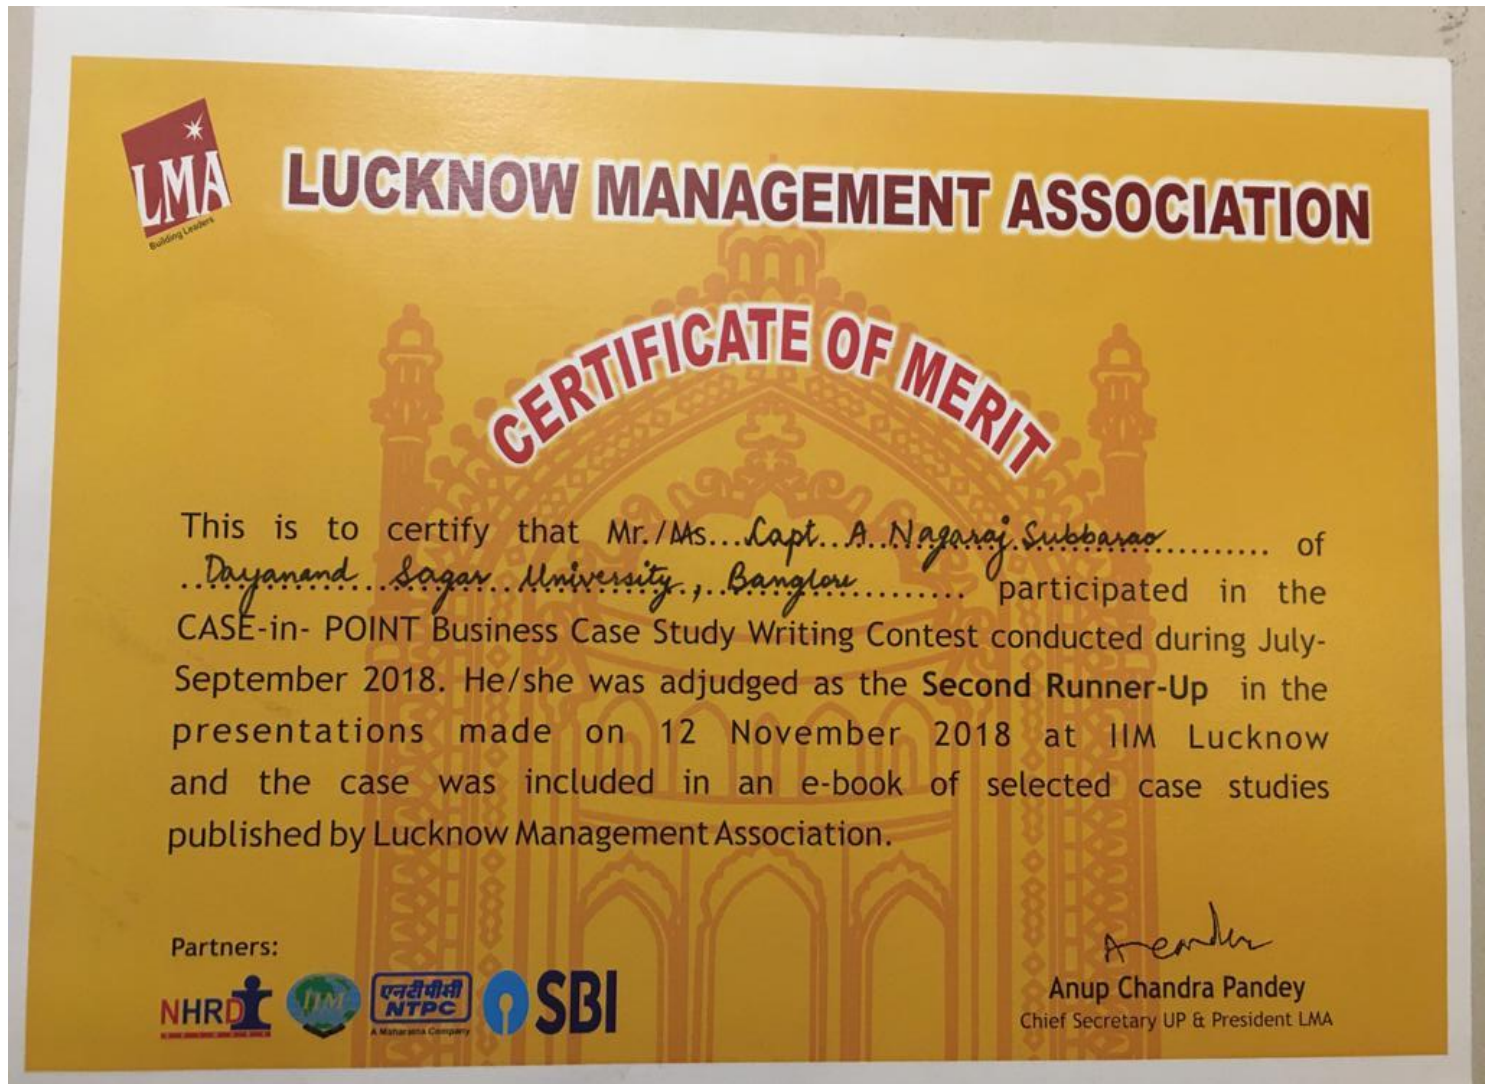 LMA
Building Leaders
LUCKNOW MANAGEMENT ASSOCIATION
CERTIFICATE OF MERIT
This is to certify that Mr./Ms...Capt. A. Nagaraj Subbarao............ of
..Dayanand Sagar University, Banglore............ participated in the
CASE-in- POINT Business Case Study Writing Contest conducted during July-
September 2018. He/she was adjudged as the Second Runner-Up in the
presentations made on 12 November 2018 at IIM Lucknow
and the case was included in an e-book of selected case studies
published by Lucknow Management Association.
Partners:
NHRD
IIM
एनटीपीसी
NTPC
A Maharatna Company
SBI
Anup Chandra Pandey
Chief Secretary UP & President LMA